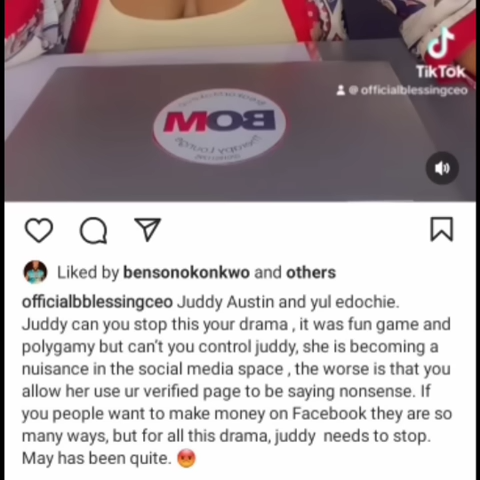 TikTok
@ officialblessingceo
BOM
Liked by bensonokonkwo and others
officialbblessingceo Juddy Austin and yul edochie.
Juddy can you stop this your drama , it was fun game and
polygamy but can't you control juddy, she is becoming a
nuisance in the social media space , the worse is that you
allow her use ur verified page to be saying nonsense. If
you people want to make money on Facebook they are so
many ways, but for all this drama, juddy needs to stop.
May has been quite. 😡